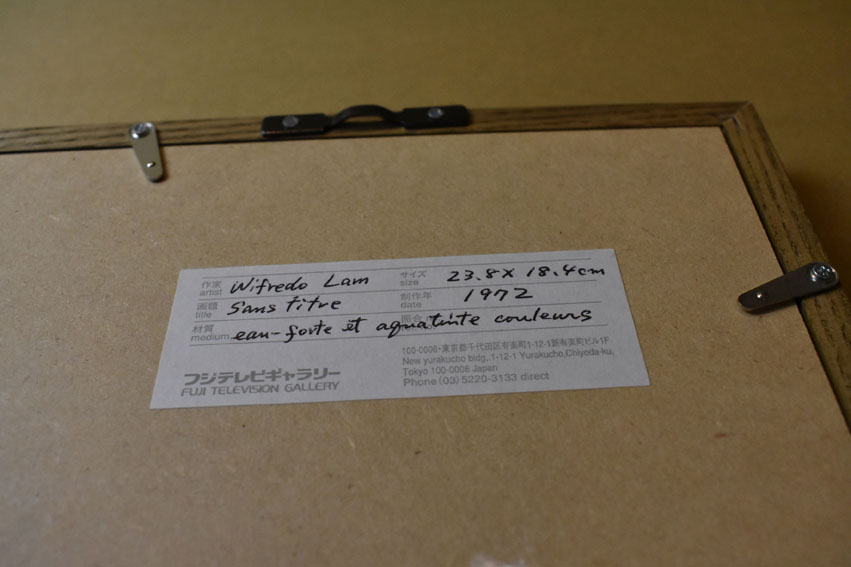 作家 artist Wifredo Lam サイズ size 23.8 × 18.4cm
画題 title Sans titre 制作年 date 1972
材質 medium eau-forte et aquatinte couleurs
フジテレビギャラリー
FUJI TELEVISION GALLERY
100-0006・東京都千代田区有楽町1-12-1新有楽町ビル1F
New yurakucho bldg.,1-12-1 Yurakucho,Chiyoda-ku,
Tokyo 100-0006 Japan
Phone (03) 5220-3133 direct